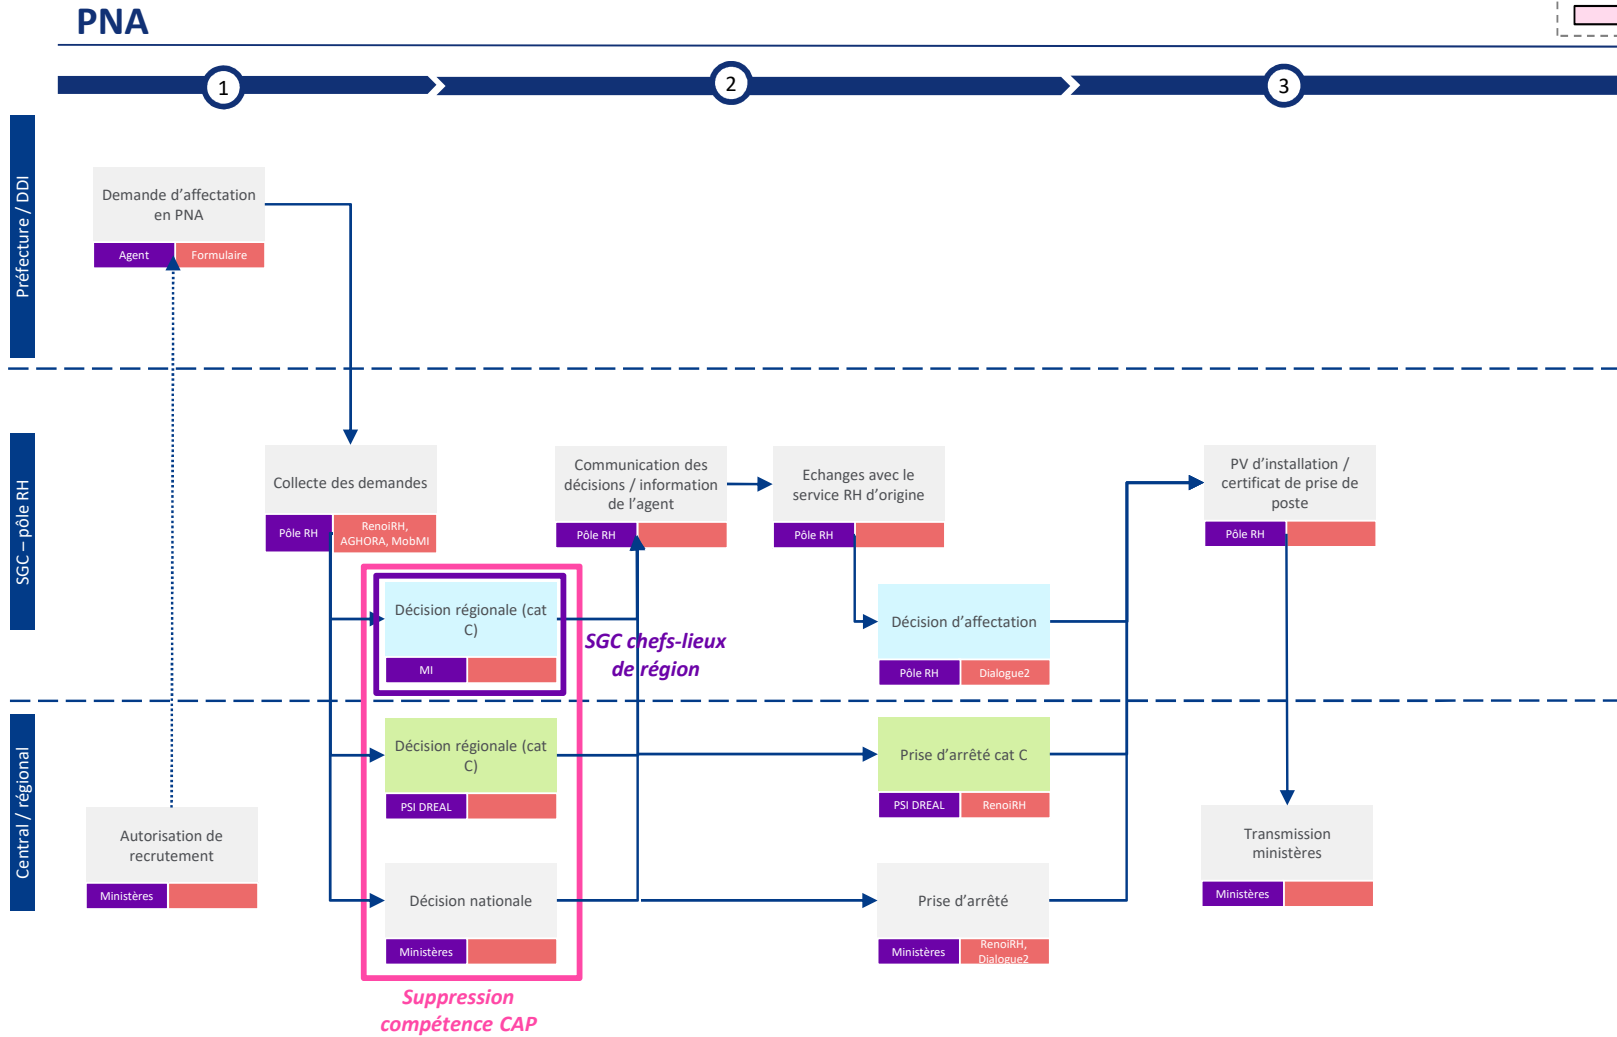 PNA
1
2
3
Préfecture / DDI
Demande d’affectation
en PNA
Agent
Formulaire
SGC – pôle RH
Collecte des demandes
Pôle RH
RenoiRH,
AGHORA, MobMI
Communication des
décisions / information
de l’agent
Pôle RH
Echanges avec le
service RH d’origine
Pôle RH
PV d’installation /
certificat de prise de
poste
Pôle RH
Décision régionale (cat
C)
MI
SGC chefs-lieux
de région
Décision d’affectation
Pôle RH
Dialogue2
Central / régional
Autorisation de
recrutement
Ministères
Décision régionale (cat
C)
PSI DREAL
Prise d’arrêté cat C
PSI DREAL
RenoiRH
Transmission
ministères
Ministères
Décision nationale
Ministères
Prise d’arrêté
Ministères
RenoiRH,
Dialogue2
Suppression
compétence CAP